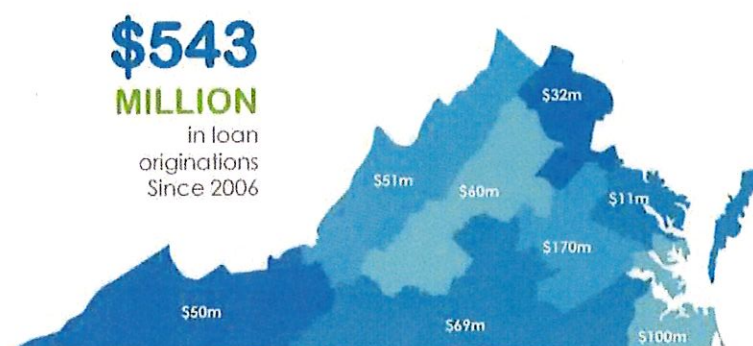 $543
MILLION
in loan
originations
Since 2006
$32m
$51m
$60m
$11m
$170m
$50m
$69m
$100m